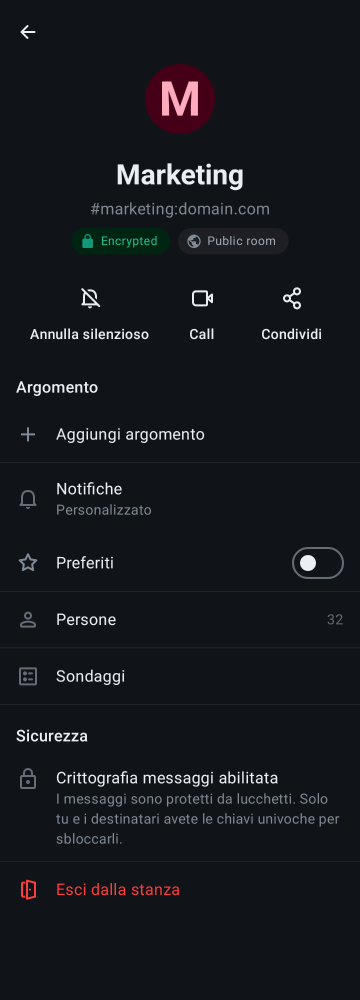 M
Marketing
#marketing:domain.com
Encrypted
Public room
Annulla silenzioso
Call
Condividi
Argomento
Aggiungi argomento
Notifiche
Personalizzato
Preferiti
Persone
32
Sondaggi
Sicurezza
Crittografia messaggi abilitata
I messaggi sono protetti da lucchetti. Solo
tu e i destinatari avete le chiavi univoche per
sbloccarli.
Esci dalla stanza